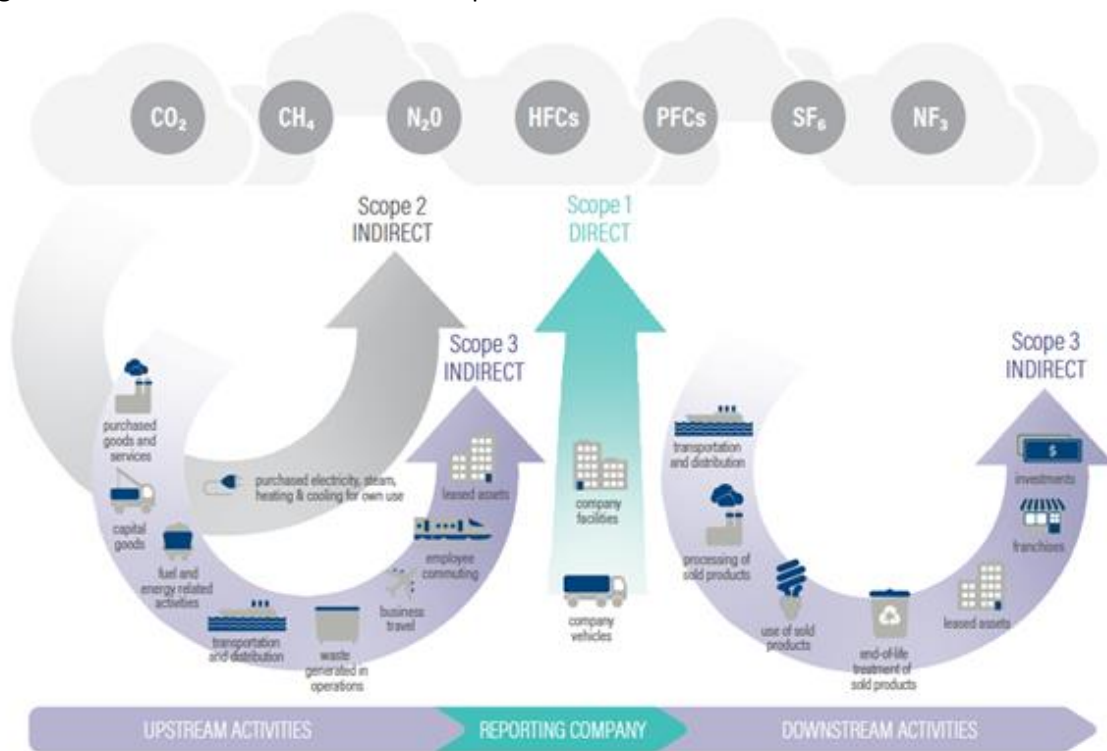 CO₂ CH₄ N₂0 HFCs PFCs SF₆ NF₃
Scope 2
INDIRECT
Scope 1
DIRECT
Scope 3
INDIRECT
Scope 3
INDIRECT
purchased
goods and
services
capital
goods
fuel and
energy related
activities
purchased electricity, steam,
heating & cooling for own use
transportation
and distribution
waste
generated in
operations
business
travel
employee
commuting
leased assets
company
facilities
company
vehicles
transportation
and distribution
processing of
sold products
use of sold
products
end-of-life
treatment of
sold products
leased assets
franchises
investments
$
UPSTREAM ACTIVITIES
REPORTING COMPANY
DOWNSTREAM ACTIVITIES